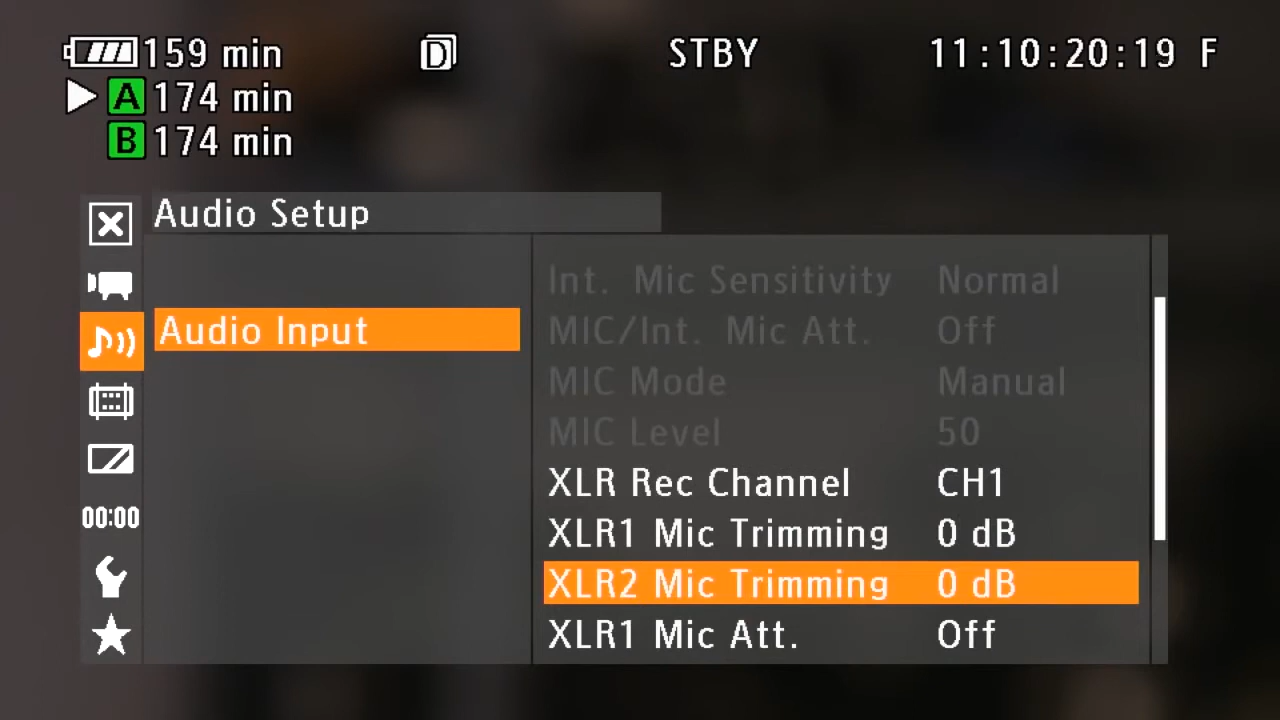 159 min D STBY 11:10:20:19 F
A 174 min
B 174 min
Audio Setup
Int. Mic Sensitivity Normal
Audio Input MIC/Int. Mic Att. Off
MIC Mode Manual
MIC Level 50
XLR Rec Channel CH1
00:00 XLR1 Mic Trimming 0 dB
XLR2 Mic Trimming 0 dB
XLR1 Mic Att. Off